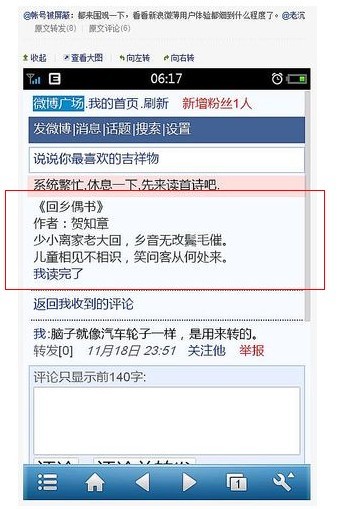 @帐号被屏蔽：都来围观一下，看看新浪微薄用户体验都细到什么程度了。@老沉
原文转发(8) | 原文评论(6)
收起 查看大图 向左转 向右转
E 06:17
微博广场.我的首页.刷新 新增粉丝1人
发微博|消息|话题|搜索|设置
说说你最喜欢的吉祥物
系统繁忙,休息一下,先来读首诗吧.
《回乡偶书》
作者：贺知章
少小离家老大回，乡音无改鬓毛催。
儿童相见不相识，笑问客从何处来。
我读完了
返回我收到的评论
我:脑子就像汽车轮子一样，是用来转的。
转发[0] 11月18日 23:51 关注他 举报
评论只显示前140字:
评论 评论并转发
1